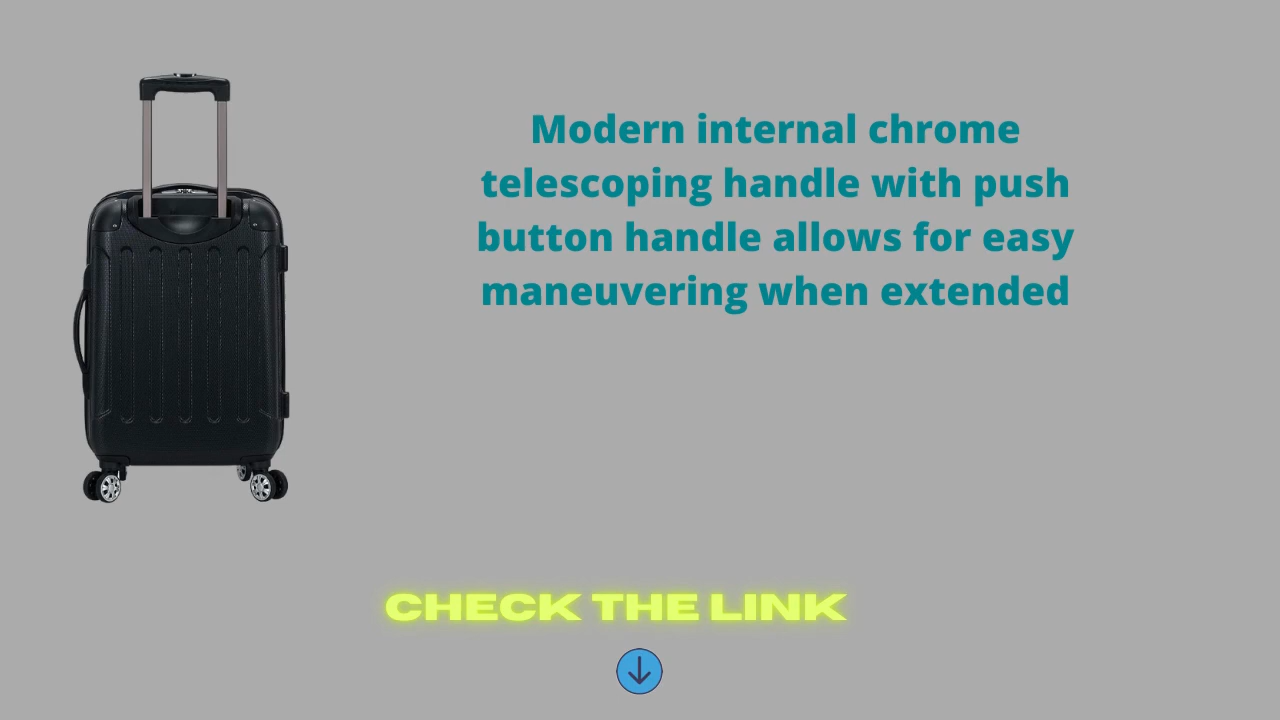 Modern internal chrome
telescoping handle with push
button handle allows for easy
maneuvering when extended
CHECK THE LINK